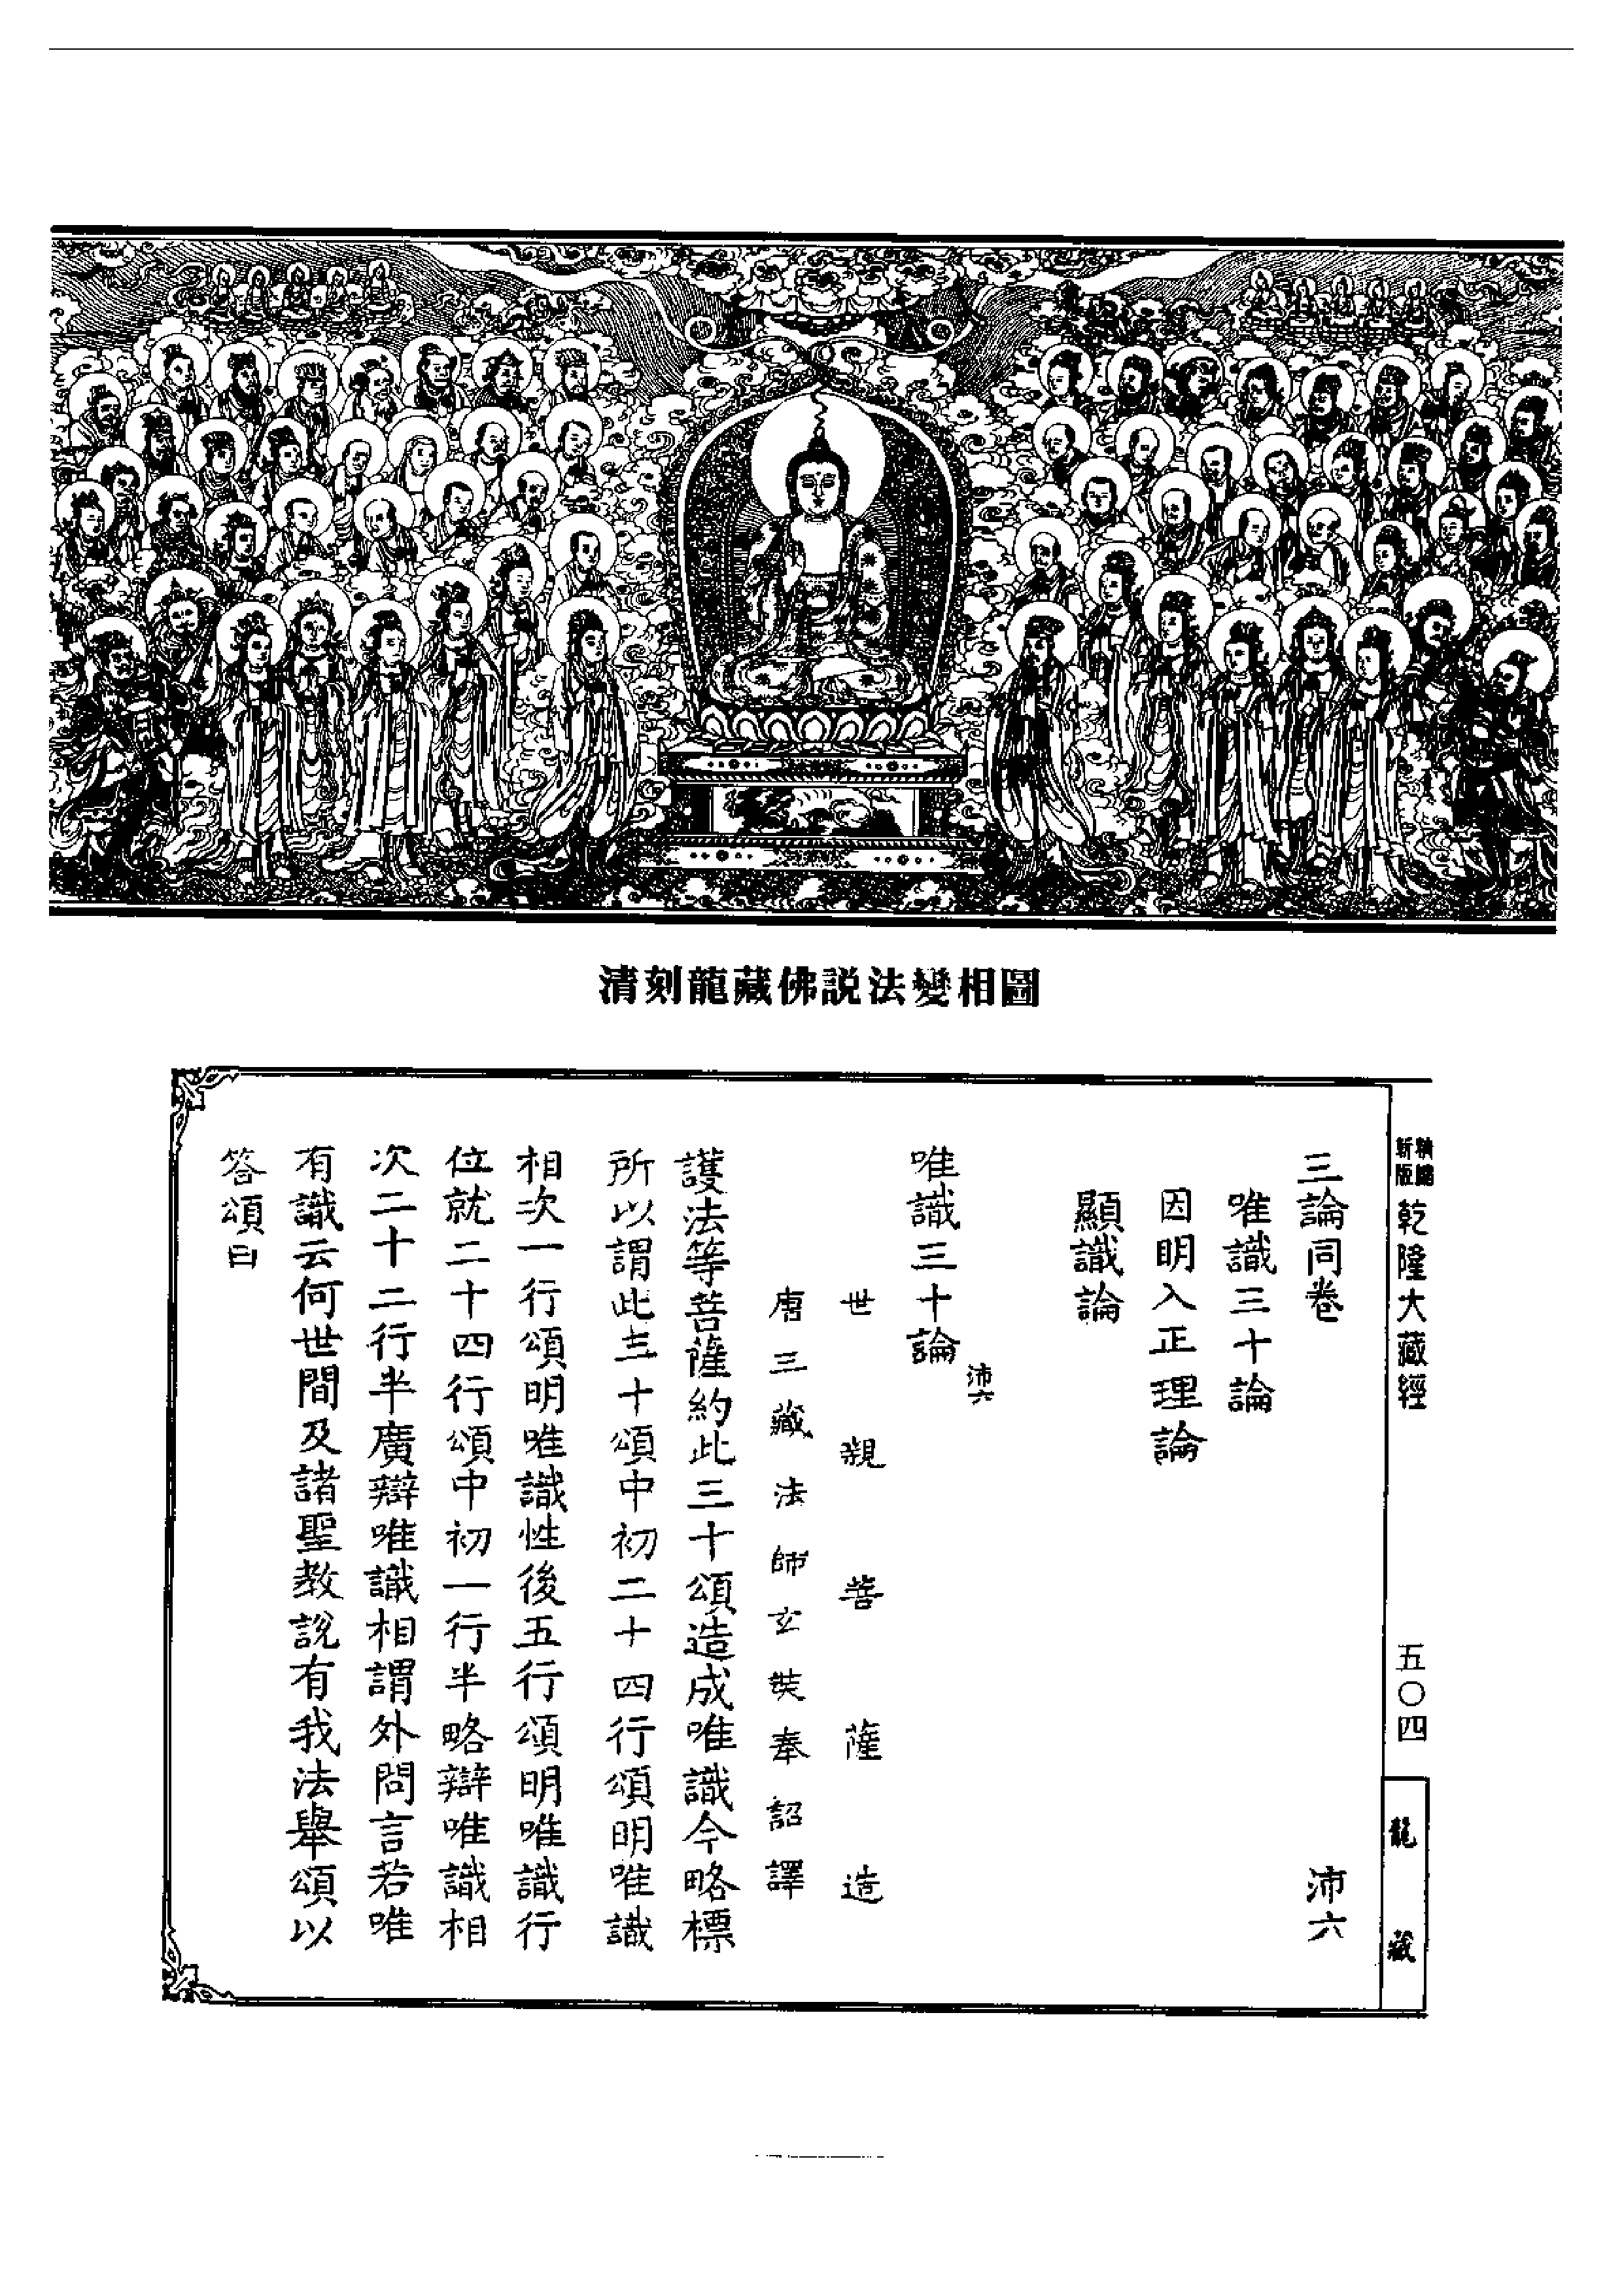 清刻龍藏佛説法變相圖
新版
精縮
乾隆大藏經
五〇四
龍藏
三論同卷 沛六
唯識三十論
因明入正理論
顯識論
沛六
唯識三十論
世親菩薩造
唐三藏法師玄奘奉詔譯
護法等菩薩約此三十頌造成唯識今略標
所以謂此三十頌中初二十四行頌明唯識
相次一行頌明唯識性後五行頌明唯識行
位就二十四行頌中初一行半略辯唯識相
次二十二行半廣辯唯識相謂外問言若唯
有識云何世間及諸聖教說有我法舉頌以
答頌曰